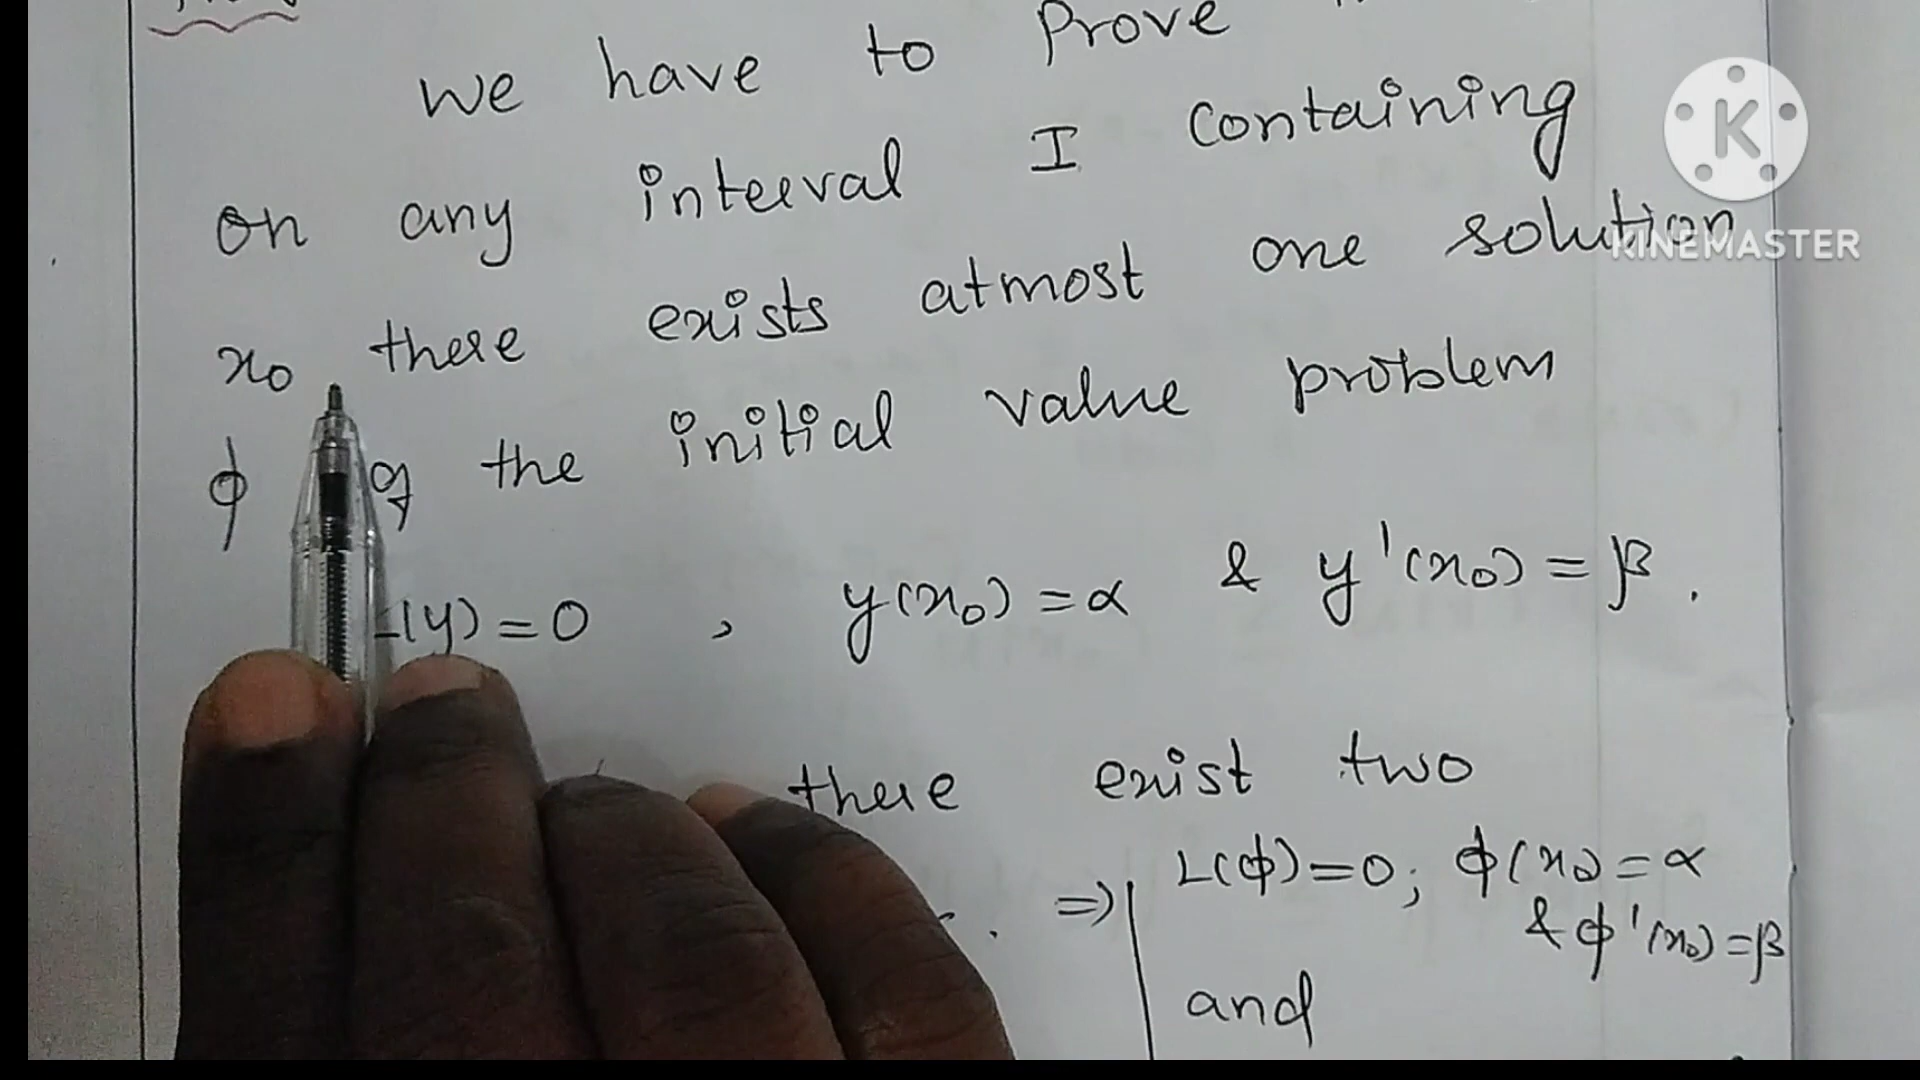 we have to prove
on any interval I containing
x₀ there exists atmost one solution
ϕ of the initial value problem
(y) = 0 , y(x₀) = α & y'(x₀) = β .
there exist two
L(ϕ) = 0 ; ϕ(x₀) = α
⇒ & ϕ'(x₀) = β
and
K
KINEMASTER